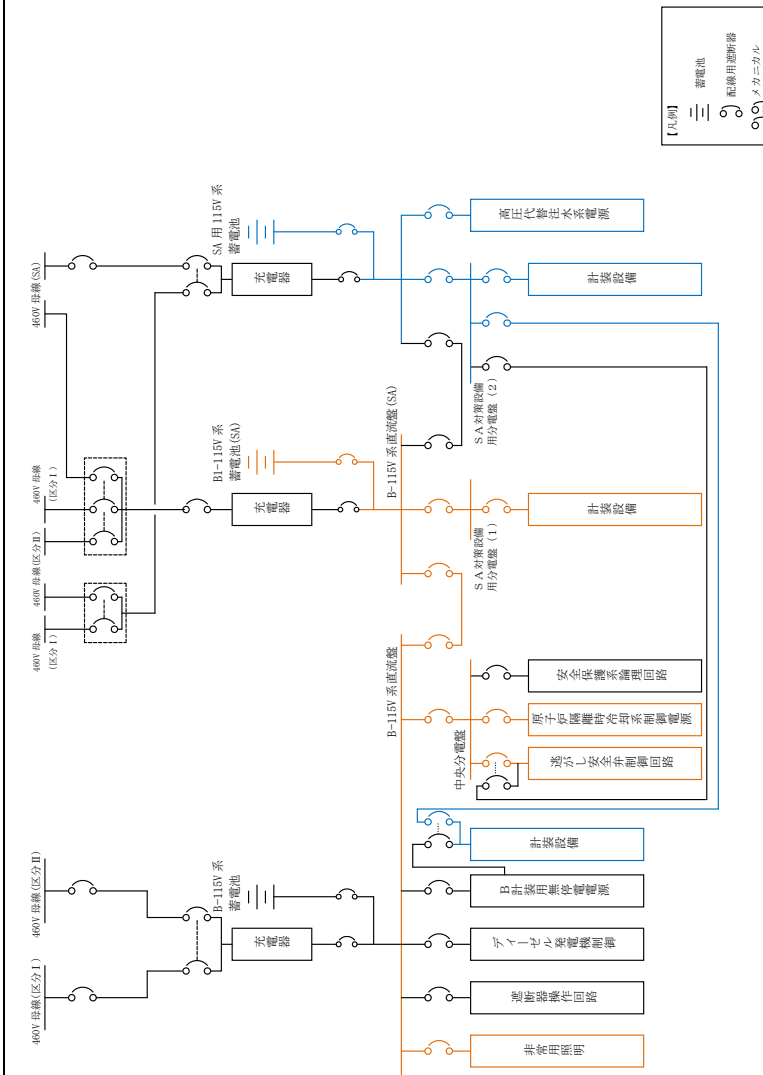 【凡例】
蓄電池
配線用遮断器
メカニカル
460V 母線(SA)
SA 用 115V 系
蓄電池
充電器
高圧代替注水系電源
計装設備
SA対策設備
用分電盤（2）
460V 母線
(区分Ⅰ)
460V 母線(区分Ⅱ)
460V 母線
(区分Ⅰ)
B1-115V 系
蓄電池(SA)
充電器
B-115V 系直流盤(SA)
計装設備
SA対策設備
用分電盤（1）
B-115V 系直流盤
中央分電盤
安全保護系論理回路
原子炉隔離時冷却系制御電源
逃がし安全弁制御回路
計装設備
460V 母線(区分Ⅱ)
460V 母線(区分Ⅰ)
B-115V 系
蓄電池
充電器
B計装用無停電電源
ディーゼル発電機制御
遮断器操作回路
非常用照明